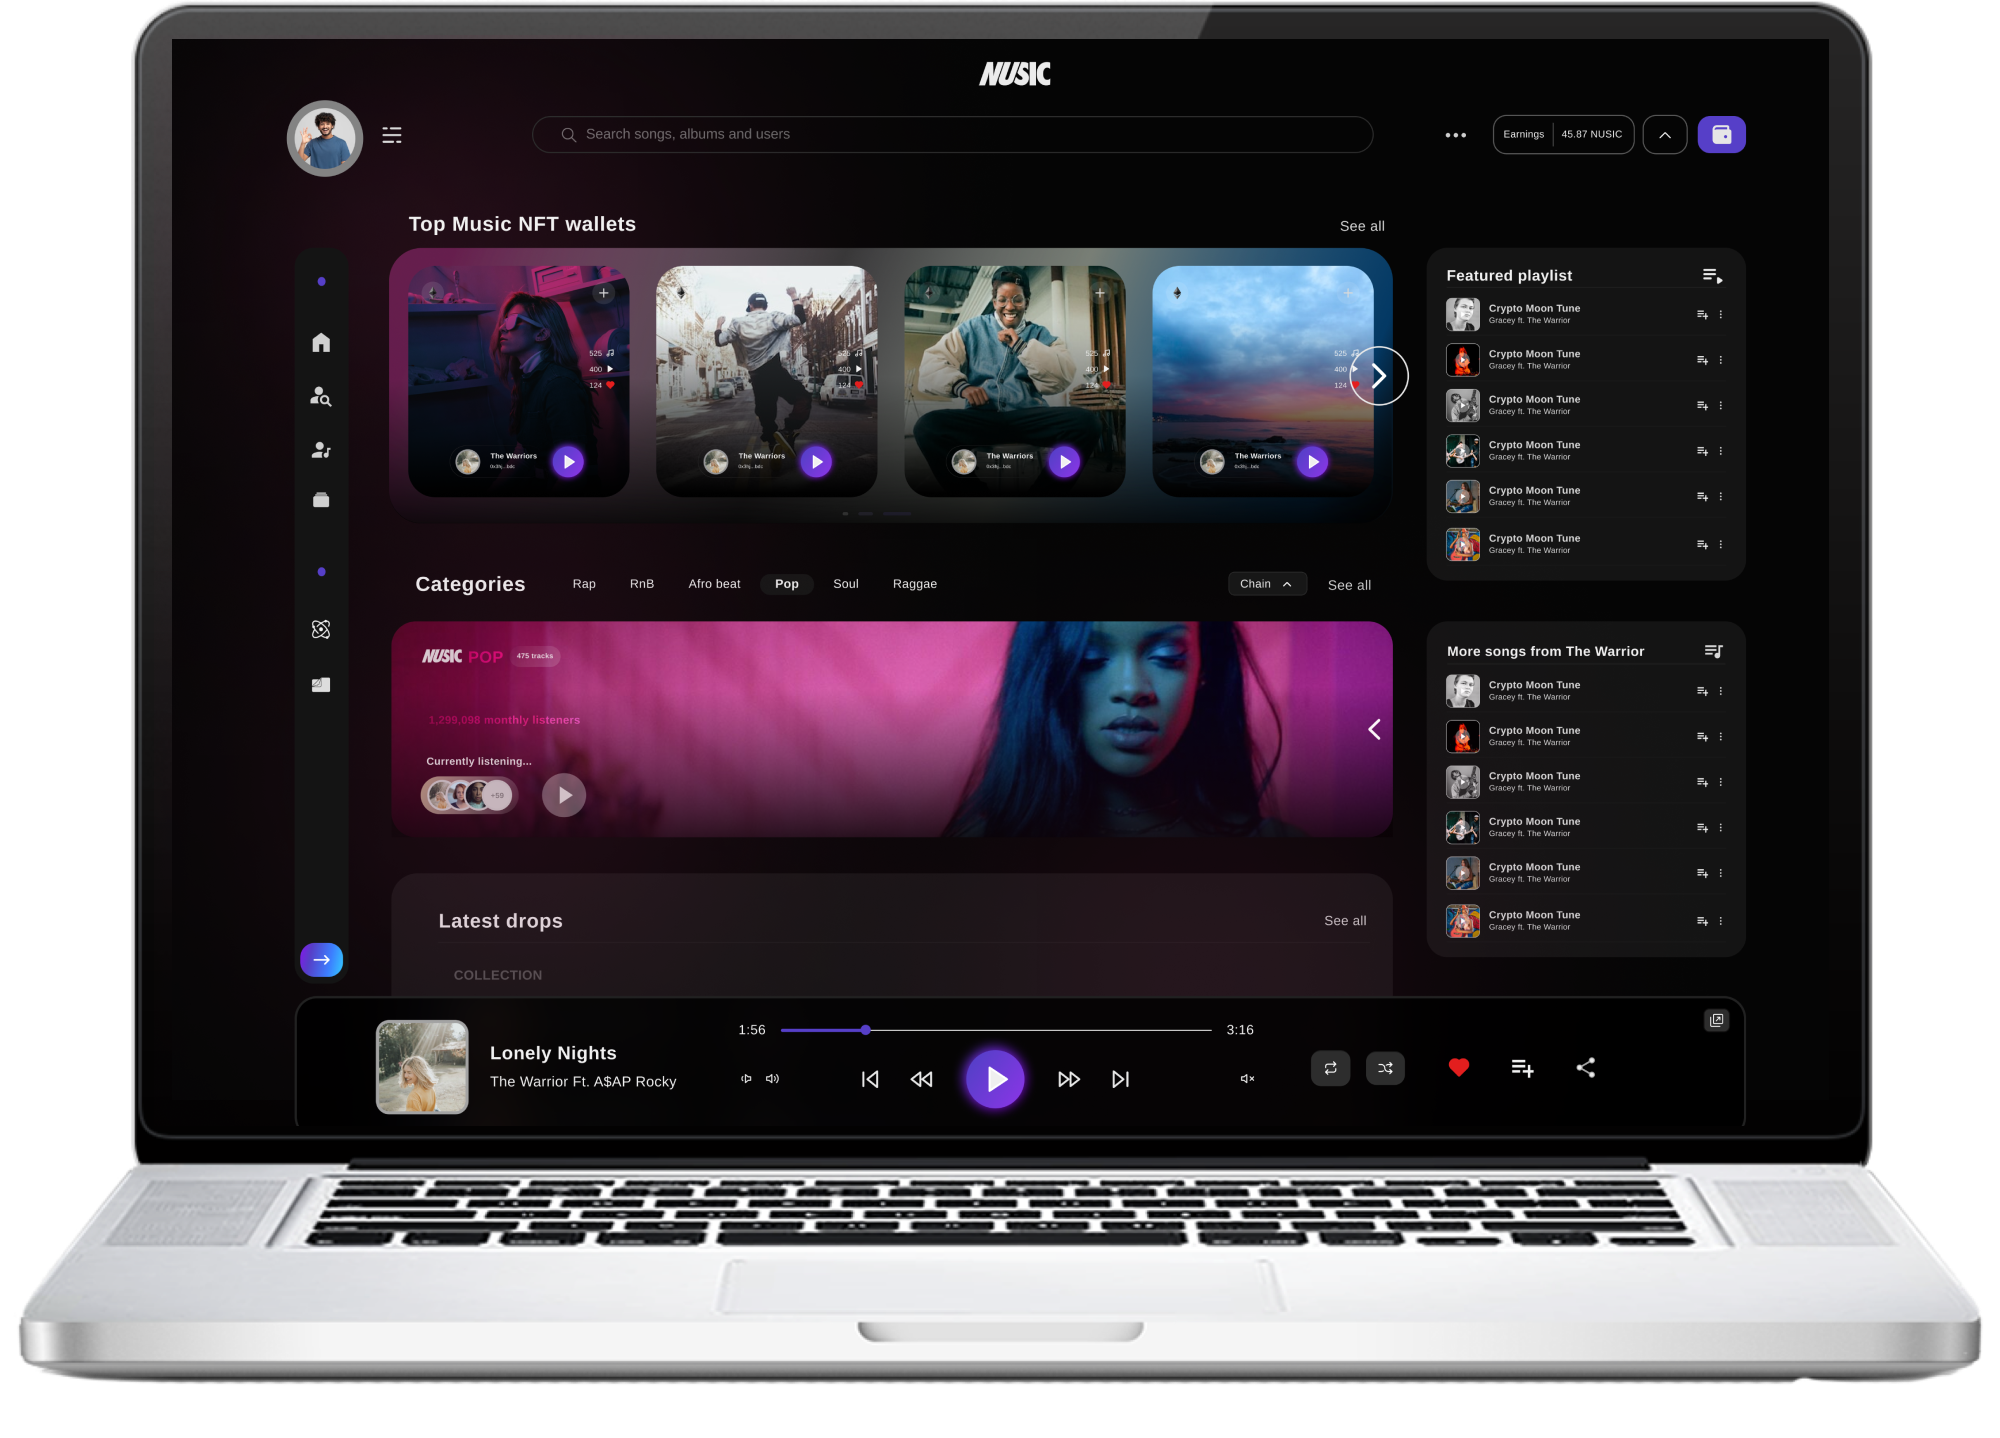 NUSIC
Search songs, albums and users
Earnings 45.87 NUSIC
Top Music NFT wallets
See all
525
400
124
The Warriors
525
400
124
The Warriors
525
400
124
The Warriors
525
400
124
The Warriors
Featured playlist
Crypto Moon Tune
Gracey ft. The Warrior
Crypto Moon Tune
Gracey ft. The Warrior
Crypto Moon Tune
Gracey ft. The Warrior
Crypto Moon Tune
Gracey ft. The Warrior
Crypto Moon Tune
Gracey ft. The Warrior
Crypto Moon Tune
Gracey ft. The Warrior
Categories Rap RnB Afro beat Pop Soul Raggae Chain See all
NUSIC POP 475 tracks
1,299,098 monthly listeners
Currently listening...
+59
More songs from The Warrior
Crypto Moon Tune
Gracey ft. The Warrior
Crypto Moon Tune
Gracey ft. The Warrior
Crypto Moon Tune
Gracey ft. The Warrior
Crypto Moon Tune
Gracey ft. The Warrior
Crypto Moon Tune
Gracey ft. The Warrior
Crypto Moon Tune
Gracey ft. The Warrior
Latest drops
See all
COLLECTION
1:56 3:16
Lonely Nights
The Warrior Ft. A$AP Rocky